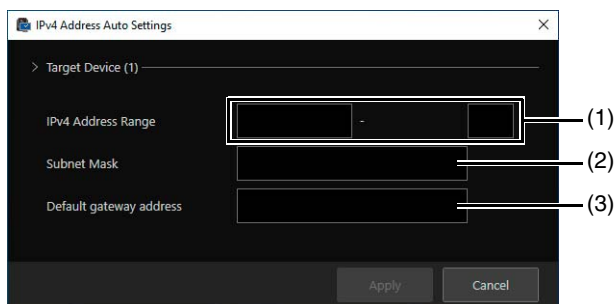 IPv4 Address Auto Settings
> Target Device (1)
IPv4 Address Range - (1)
Subnet Mask (2)
Default gateway address (3)
Apply Cancel